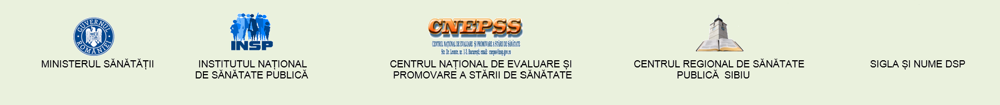 GUVERNUL ROMÂNIEI
MINISTERUL SĂNĂTĂȚII
INSP
INSTITUTUL NAȚIONAL
DE SĂNĂTATE PUBLICĂ
CNEPSS
CENTRUL NAȚIONAL DE EVALUARE ȘI PROMOVARE A STĂRII DE SĂNĂTATE
Str. Dr. Leonte, nr. 1-3, București; email: cnepss@insp.gov.ro
CENTRUL NAȚIONAL DE EVALUARE ȘI
PROMOVARE A STĂRII DE SĂNĂTATE
CENTRUL REGIONAL DE SĂNĂTATE
PUBLICĂ SIBIU
SIGLA ȘI NUME DSP